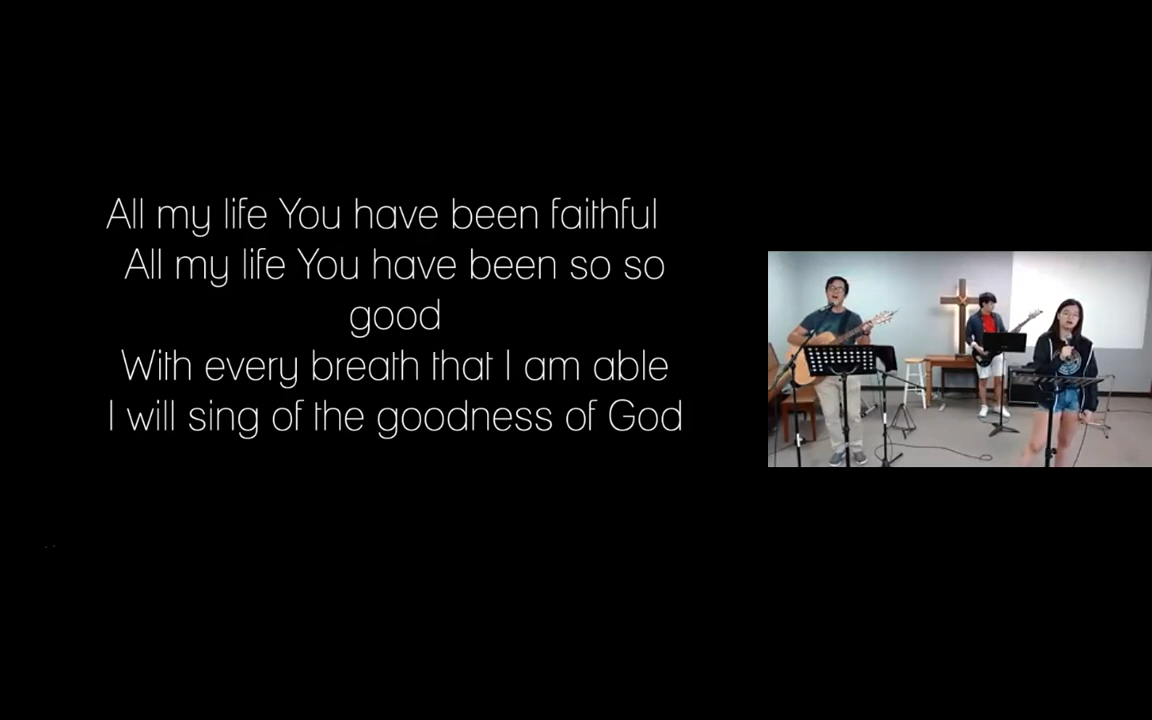 All my life You have been faithful
All my life You have been so so
good
With every breath that I am able
I will sing of the goodness of God